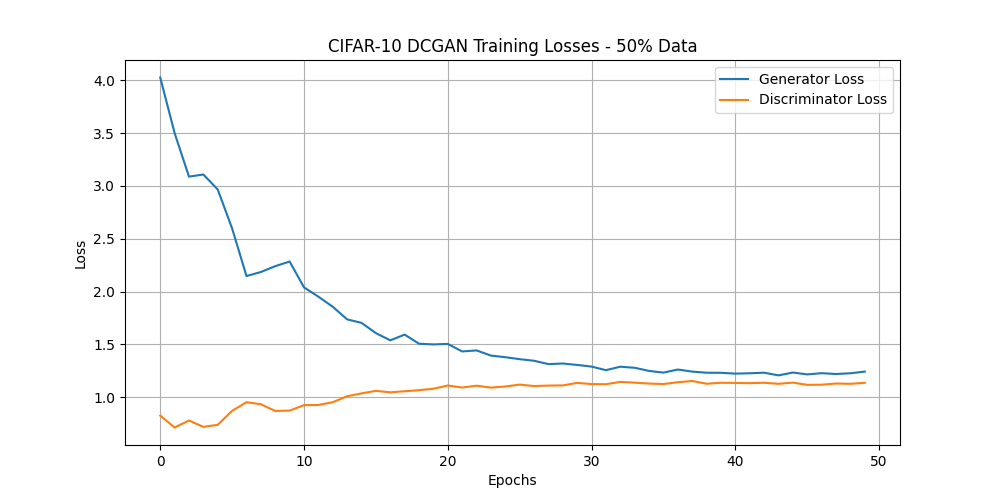 CIFAR-10 DCGAN Training Losses - 50% Data
Generator Loss
Discriminator Loss
Loss
4.0
3.5
3.0
2.5
2.0
1.5
1.0
0 10 20 30 40 50
Epochs